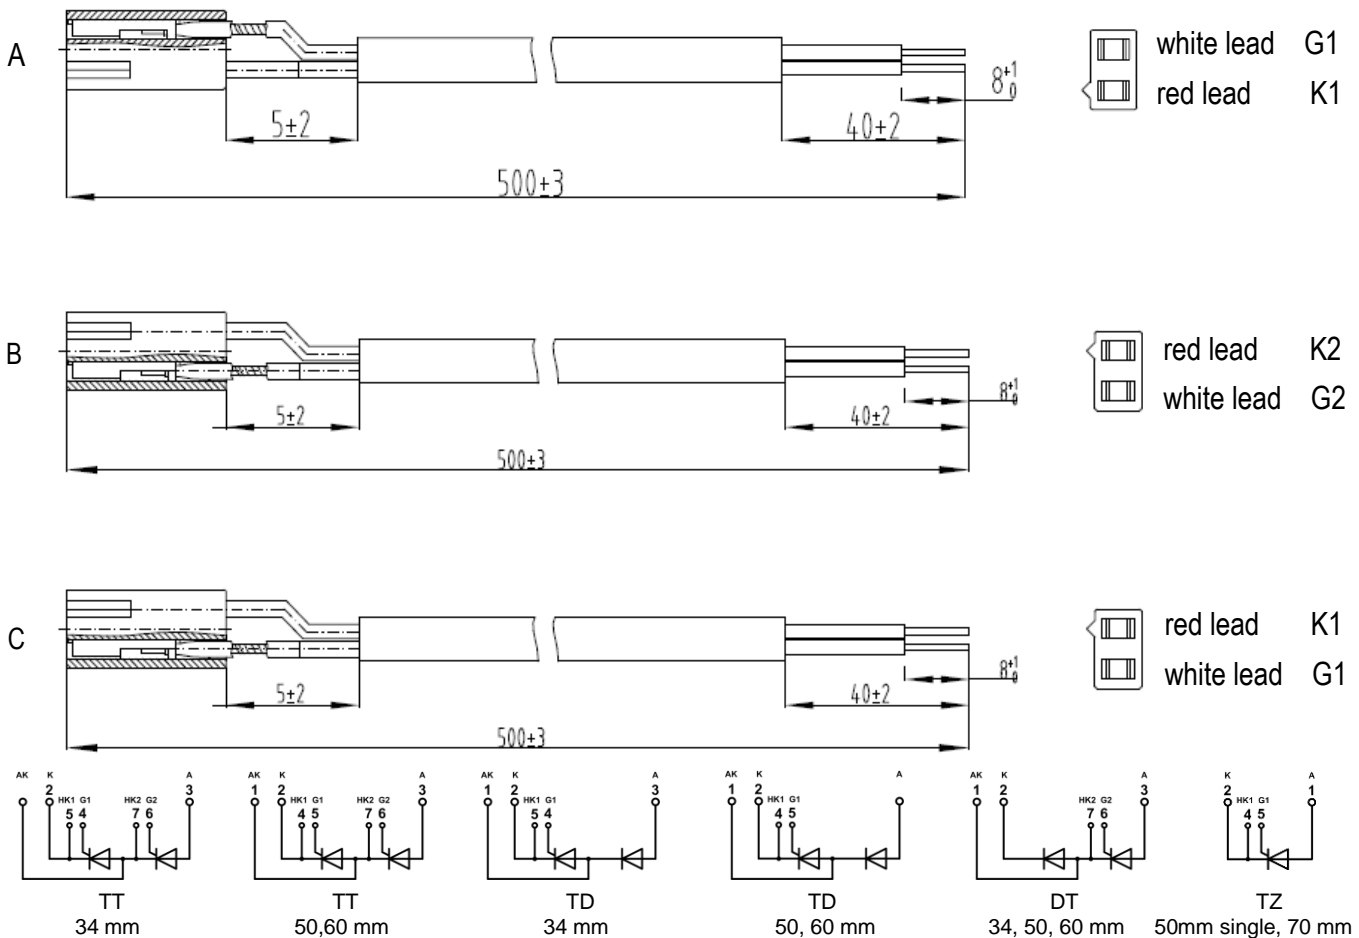 A
5±2
40±2
8 +1 0
500±3
white lead G1
red lead K1
B
5±2
40±2
8 +1 0
500±3
red lead K2
white lead G2
C
5±2
40±2
8 +1 0
500±3
red lead K1
white lead G1
AK K A
2 3
HK1 G1 HK2 G2
5 4 7 6
TT
34 mm
AK K A
1 2 3
HK1 G1 HK2 G2
4 5 7 6
TT
50,60 mm
AK K A
1 2 3
HK1 G1
5 4
TD
34 mm
AK K A
1 2
HK1 G1
4 5
TD
50, 60 mm
AK K A
1 2 3
HK2 G2
7 6
DT
34, 50, 60 mm
K A
2 1
HK1 G1
4 5
TZ
50mm single, 70 mm